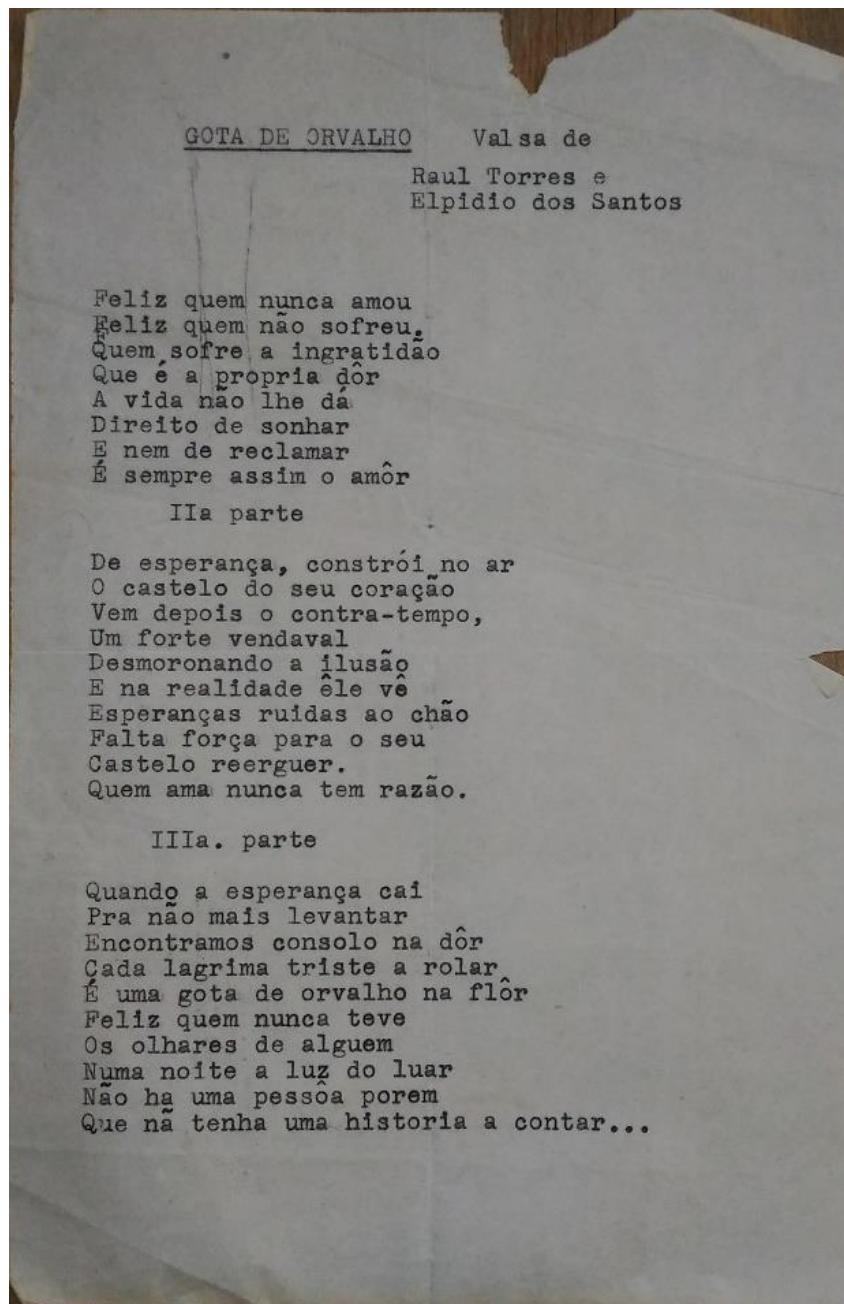 GOTA DE ORVALHO Valsa de
Raul Torres e
Elpidio dos Santos
Feliz quem nunca amou
Feliz quem não sofreu.
Quem sofre a ingratidão
Que é a propria dôr
A vida não lhe dá
Direito de sonhar
E nem de reclamar
É sempre assim o amôr
IIa parte
De esperança, constrói no ar
O castelo do seu coração
Vem depois o contra-tempo,
Um forte vendaval
Desmoronando a ilusão
E na realidade êle vê
Esperanças ruidas ao chão
Falta força para o seu
Castelo reerguer.
Quem ama nunca tem razão.
IIIa. parte
Quando a esperança cai
Pra não mais levantar
Encontramos consolo na dôr
Cada lagrima triste a rolar
É uma gota de orvalho na flôr
Feliz quem nunca teve
Os olhares de alguem
Numa noite a luz do luar
Não ha uma pessôa porem
Que nã tenha uma historia a contar...